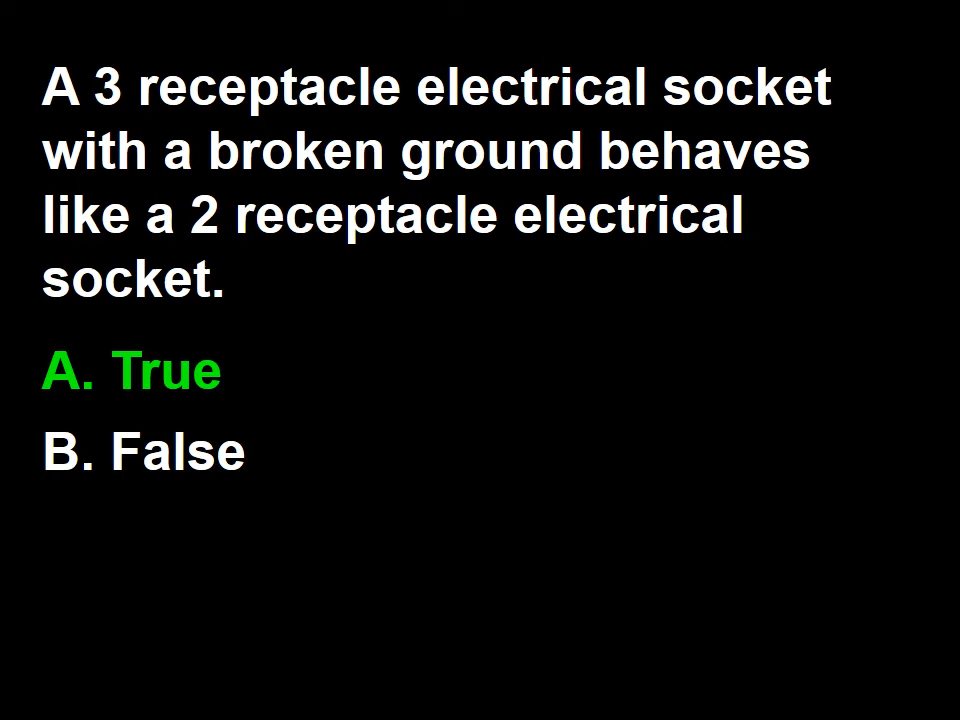 A 3 receptacle electrical socket
with a broken ground behaves
like a 2 receptacle electrical
socket.
A. True
B. False